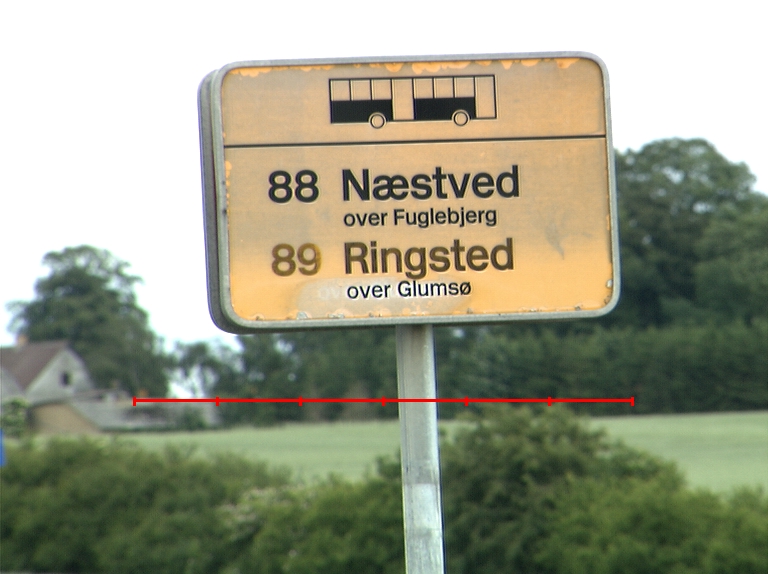 88 Næstved
over Fuglebjerg
89 Ringsted
over Glumsø